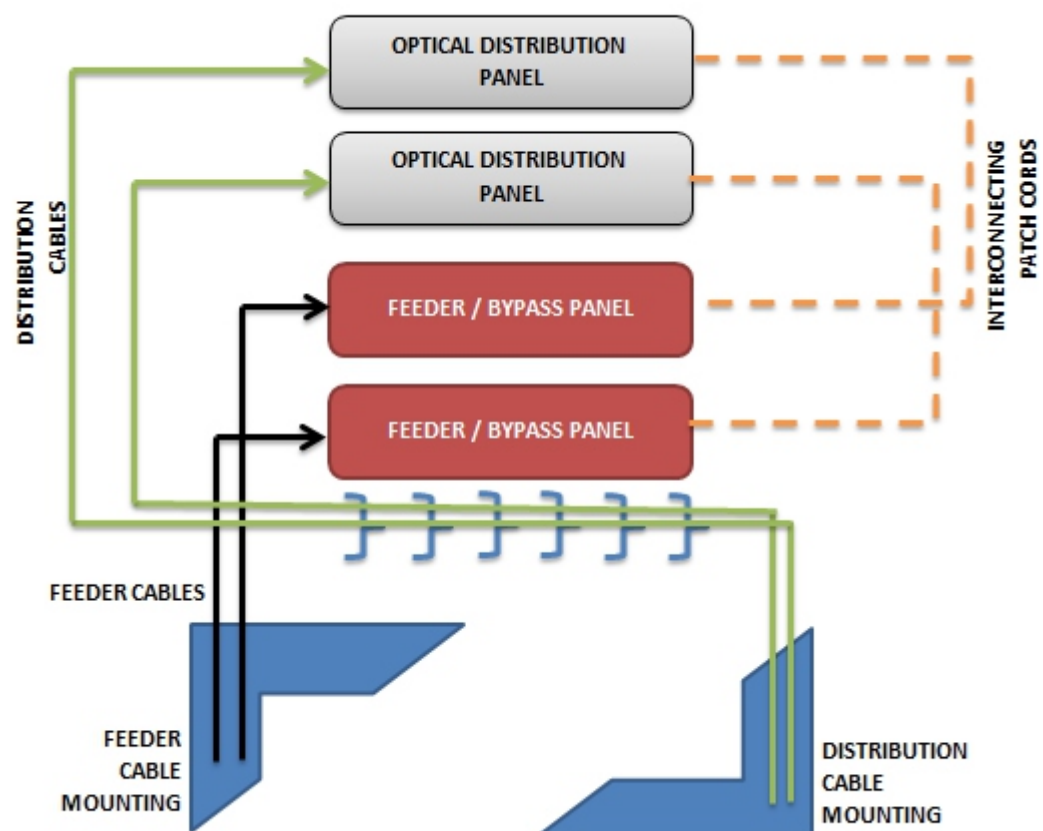 OPTICAL DISTRIBUTION
PANEL
OPTICAL DISTRIBUTION
PANEL
FEEDER / BYPASS PANEL
FEEDER / BYPASS PANEL
DISTRIBUTION
CABLES
INTERCONNECTING
PATCH CORDS
FEEDER CABLES
FEEDER
CABLE
MOUNTING
DISTRIBUTION
CABLE
MOUNTING